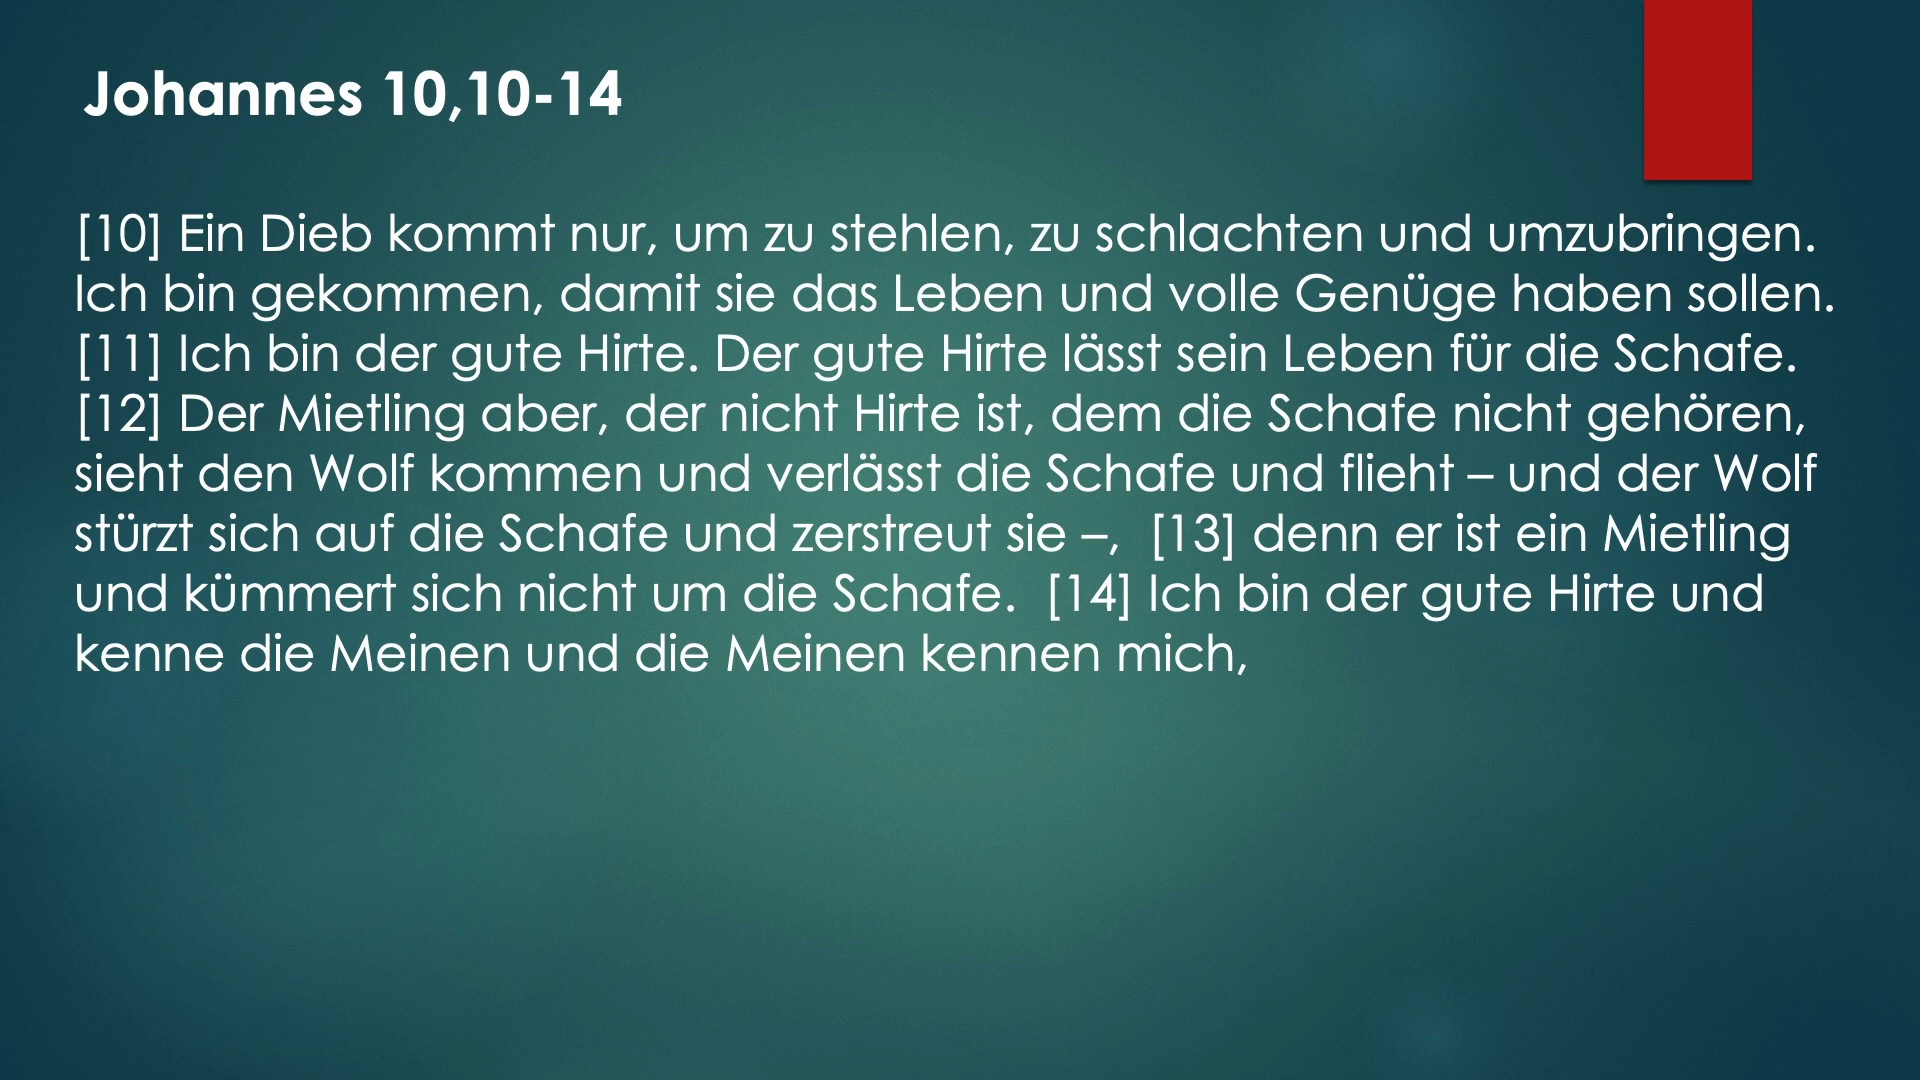 Johannes 10,10-14
[10] Ein Dieb kommt nur, um zu stehlen, zu schlachten und umzubringen.
Ich bin gekommen, damit sie das Leben und volle Genüge haben sollen.
[11] Ich bin der gute Hirte. Der gute Hirte lässt sein Leben für die Schafe.
[12] Der Mietling aber, der nicht Hirte ist, dem die Schafe nicht gehören,
sieht den Wolf kommen und verlässt die Schafe und flieht – und der Wolf
stürzt sich auf die Schafe und zerstreut sie –,  [13] denn er ist ein Mietling
und kümmert sich nicht um die Schafe.  [14] Ich bin der gute Hirte und
kenne die Meinen und die Meinen kennen mich,